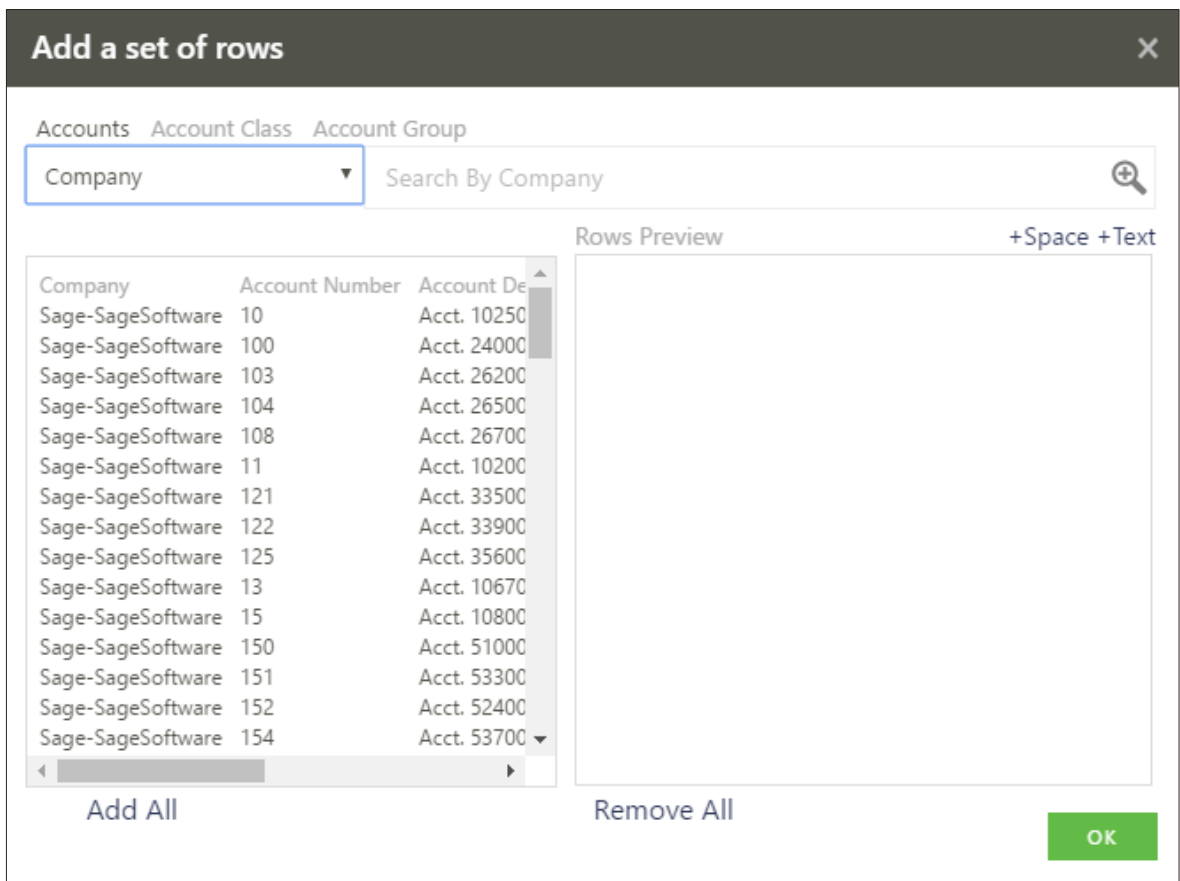 Add a set of rows ×
Accounts Account Class Account Group
Company Search By Company
Rows Preview +Space +Text
Company Account Number Account De
Sage-SageSoftware 10 Acct. 10250
Sage-SageSoftware 100 Acct. 24000
Sage-SageSoftware 103 Acct. 26200
Sage-SageSoftware 104 Acct. 26500
Sage-SageSoftware 108 Acct. 26700
Sage-SageSoftware 11 Acct. 10200
Sage-SageSoftware 121 Acct. 33500
Sage-SageSoftware 122 Acct. 33900
Sage-SageSoftware 125 Acct. 35600
Sage-SageSoftware 13 Acct. 10670
Sage-SageSoftware 15 Acct. 10800
Sage-SageSoftware 150 Acct. 51000
Sage-SageSoftware 151 Acct. 53300
Sage-SageSoftware 152 Acct. 52400
Sage-SageSoftware 154 Acct. 53700
Add All Remove All
OK